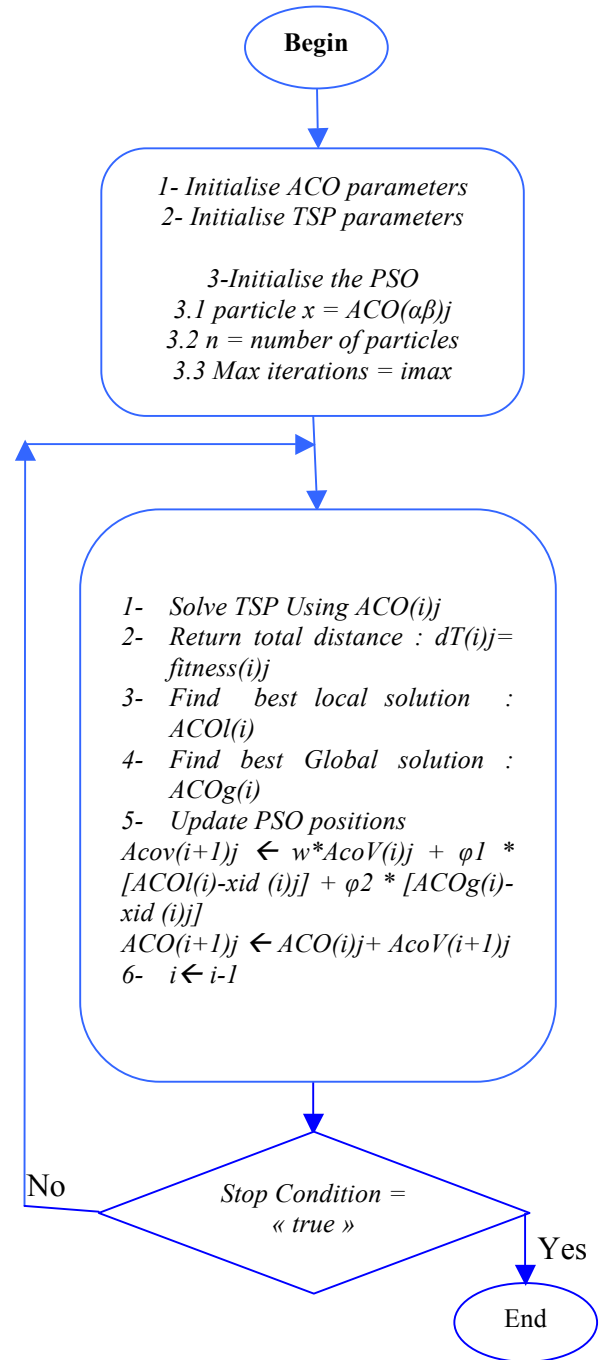 Begin
1- Initialise ACO parameters
2- Initialise TSP parameters
3-Initialise the PSO
3.1 particle x = ACO(αβ)j
3.2 n = number of particles
3.3 Max iterations = imax
1- Solve TSP Using ACO(i)j
2- Return total distance : dT(i)j=
fitness(i)j
3- Find best local solution :
ACOl(i)
4- Find best Global solution :
ACOg(i)
5- Update PSO positions
Acov(i+1)j ← w*AcoV(i)j + φ1 *
[ACOl(i)-xid (i)j] + φ2 * [ACOg(i)-
xid (i)j]
ACO(i+1)j ← ACO(i)j+ AcoV(i+1)j
6- i← i-1
Stop Condition =
« true »
No
Yes
End